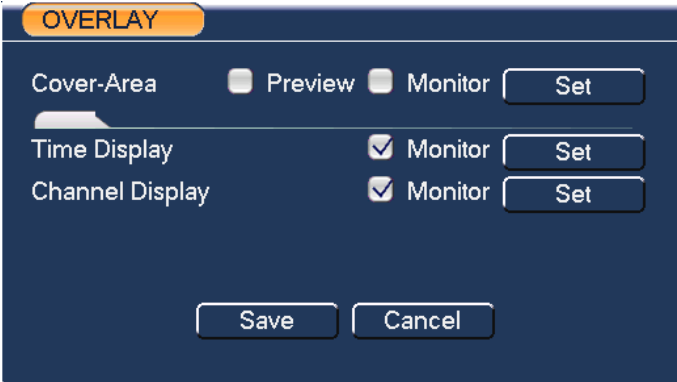 OVERLAY
Cover-Area Preview Monitor Set
Time Display Monitor Set
Channel Display Monitor Set
Save Cancel